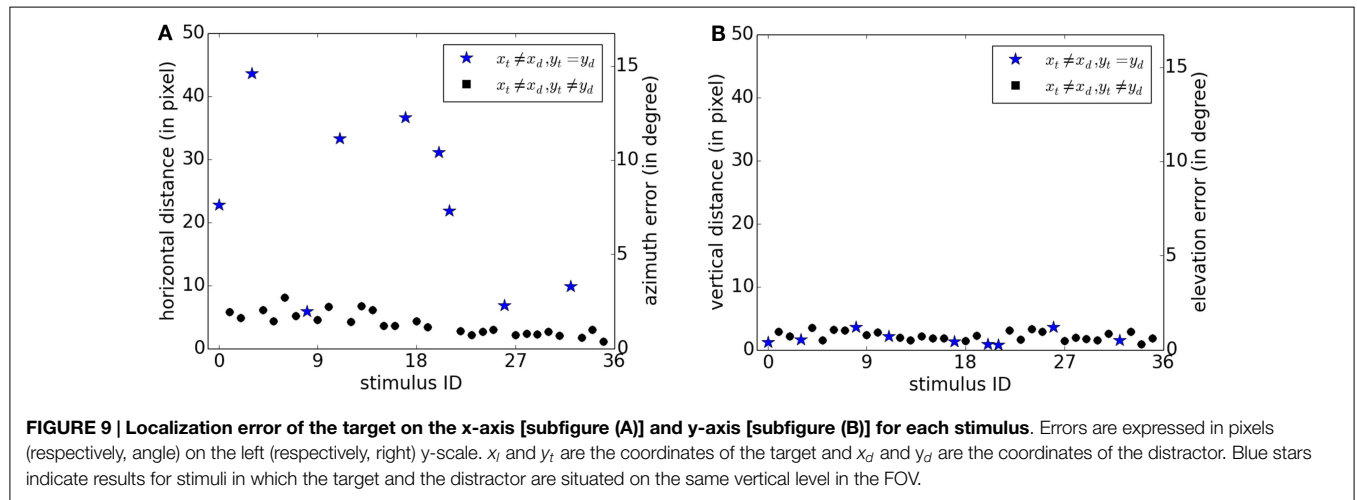 A
50
40
30
20
10
0
horizontal distance (in pixel)
0 9 18 27 36
stimulus ID
15
10
5
0
azimuth error (in degree)
x_t ≠ x_d, y_t = y_d
x_t ≠ x_d, y_t ≠ y_d
B
50
40
30
20
10
0
vertical distance (in pixel)
0 9 18 27 36
stimulus ID
15
10
5
0
elevation error (in degree)
x_t ≠ x_d, y_t = y_d
x_t ≠ x_d, y_t ≠ y_d
FIGURE 9 | Localization error of the target on the x-axis [subfigure (A)] and y-axis [subfigure (B)] for each stimulus. Errors are expressed in pixels
(respectively, angle) on the left (respectively, right) y-scale. x_l and y_t are the coordinates of the target and x_d and y_d are the coordinates of the distractor. Blue stars
indicate results for stimuli in which the target and the distractor are situated on the same vertical level in the FOV.